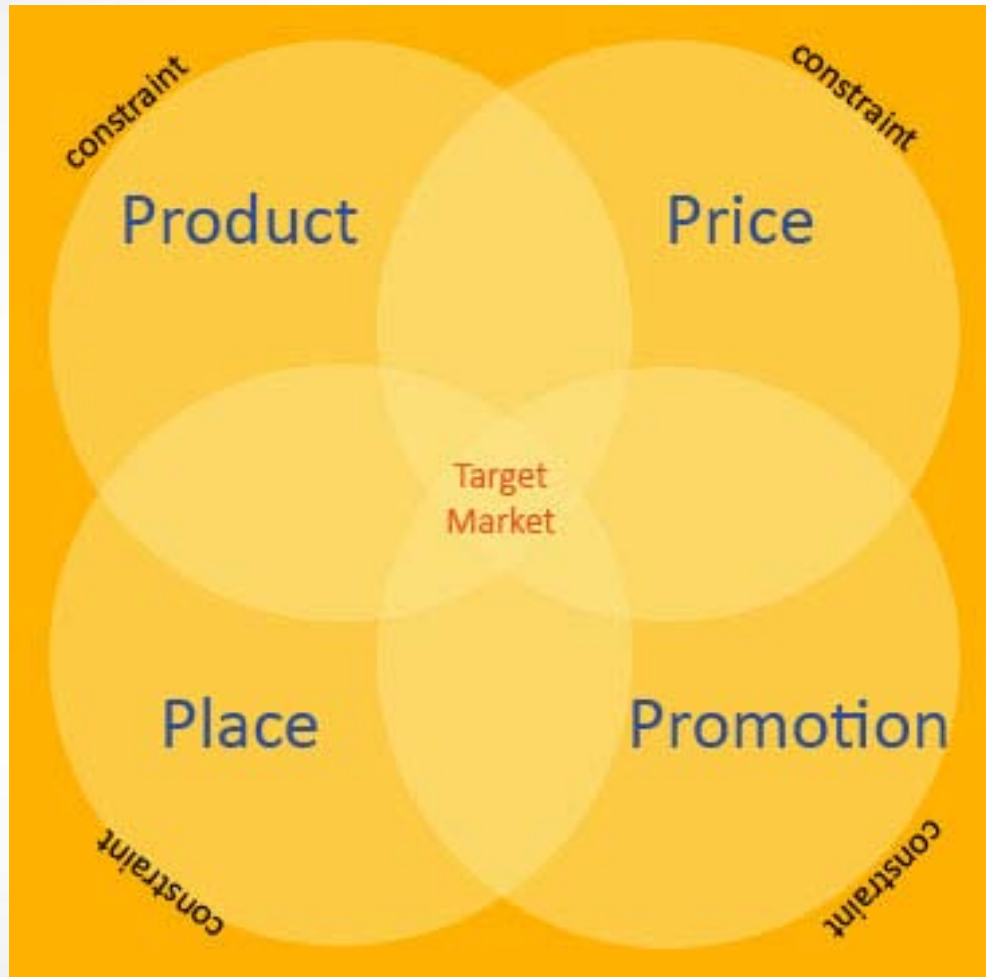 constraint
constraint
Product
Price
Target
Market
Place
Promotion
constraint
constraint